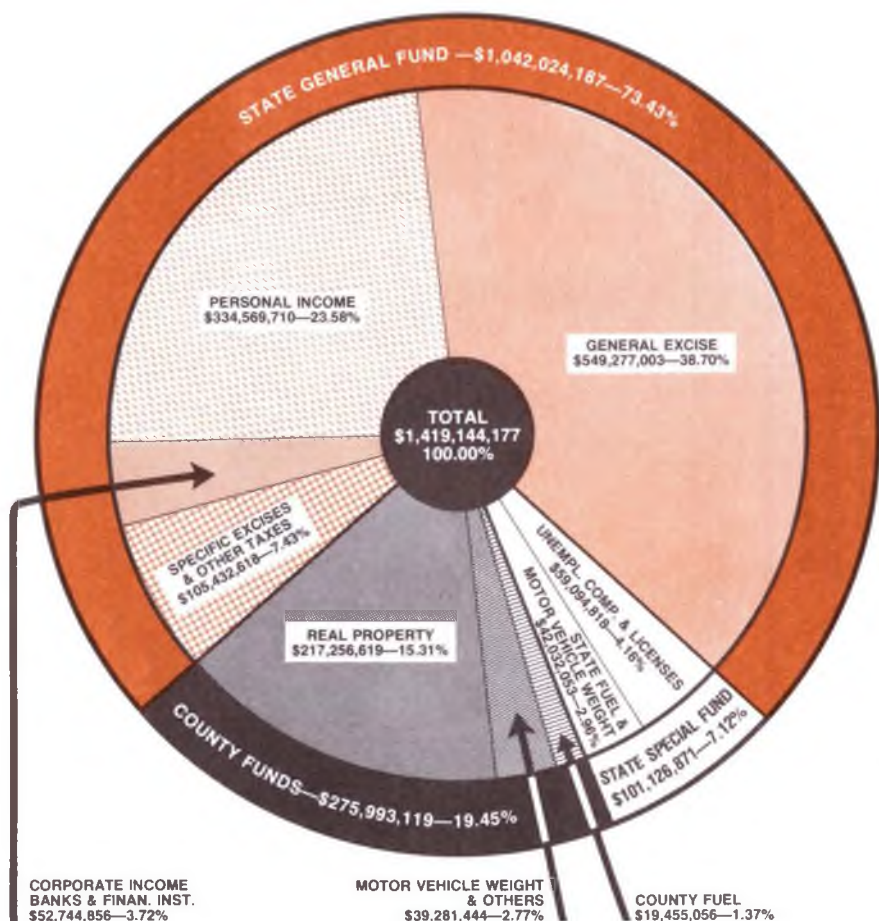 STATE GENERAL FUND —$1,042,024,187—73.43%
PERSONAL INCOME
$334,569,710—23.58%
GENERAL EXCISE
$549,277,003—38.70%
TOTAL
$1,419,144,177
100.00%
SPECIFIC EXCISES
& OTHER TAXES
$105,432,618—7.43%
REAL PROPERTY
$217,256,619—15.31%
UNEMPL. COMP. & LICENSES
$59,094,818—4.16%
STATE FUEL &
MOTOR VEHICLE WEIGHT
$42,032,053—2.96%
STATE SPECIAL FUND
$101,126,871—7.12%
COUNTY FUNDS—$275,993,119—19.45%
CORPORATE INCOME
BANKS & FINAN. INST.
$52,744,856—3.72%
MOTOR VEHICLE WEIGHT
& OTHERS
$39,281,444—2.77%
COUNTY FUEL
$19,455,056—1.37%